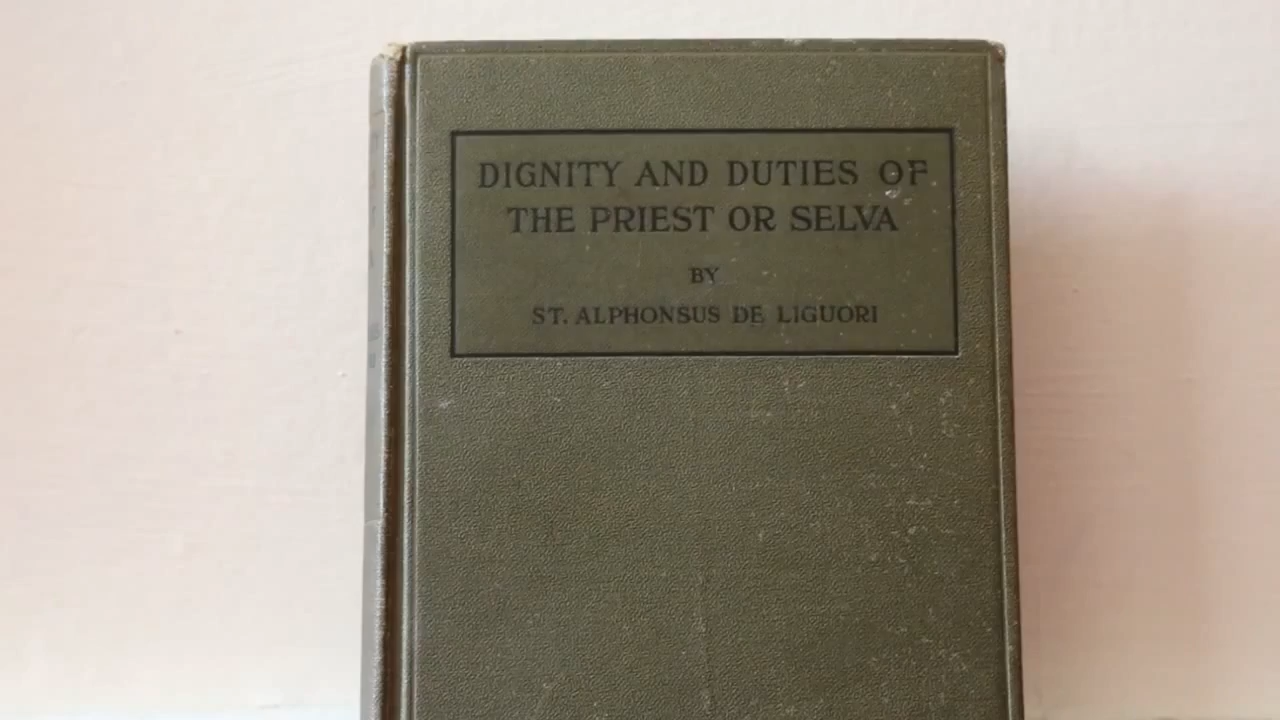 DIGNITY AND DUTIES OF
THE PRIEST OR SELVA
BY
ST. ALPHONSUS DE LIGUORI